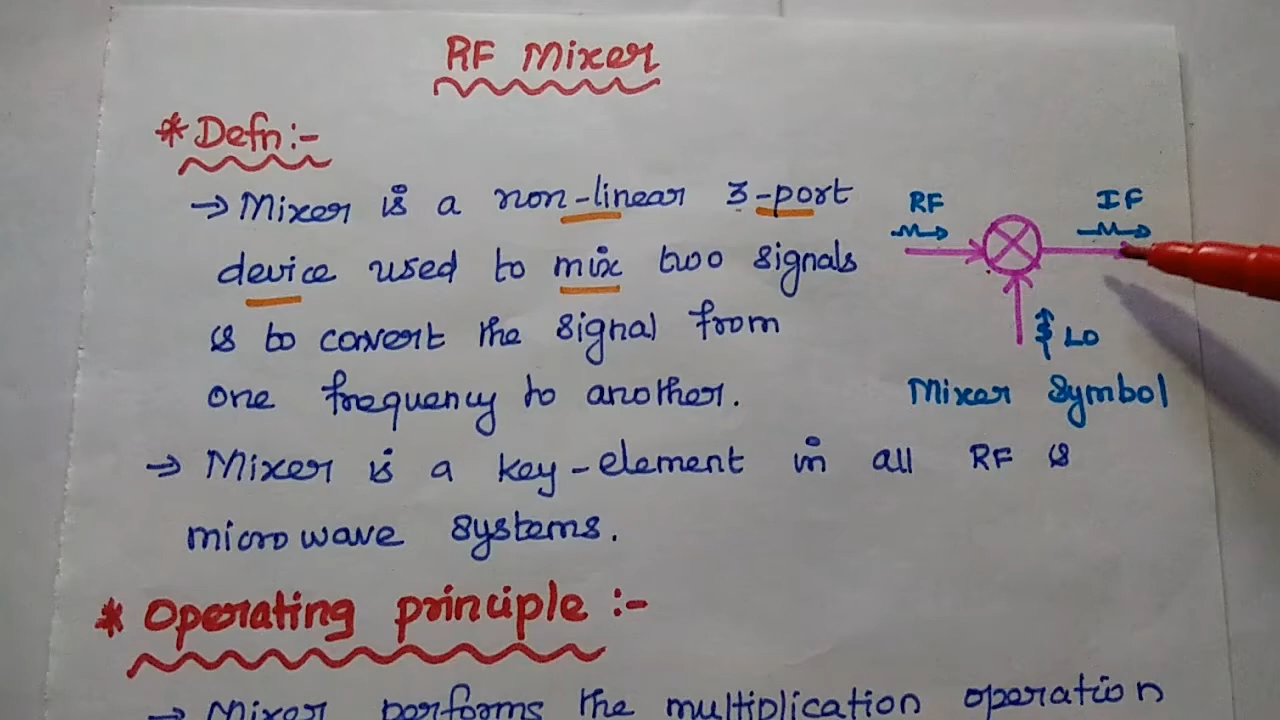 RF Mixer
* Defn:-
→ Mixer is a non-linear 3-port
device used to mix two signals
& to convert the signal from
one frequency to another.
RF
IF
LO
Mixer Symbol
→ Mixer is a key-element in all RF &
microwave systems.
* Operating principle :-
→ Mixer performs the multiplication operation